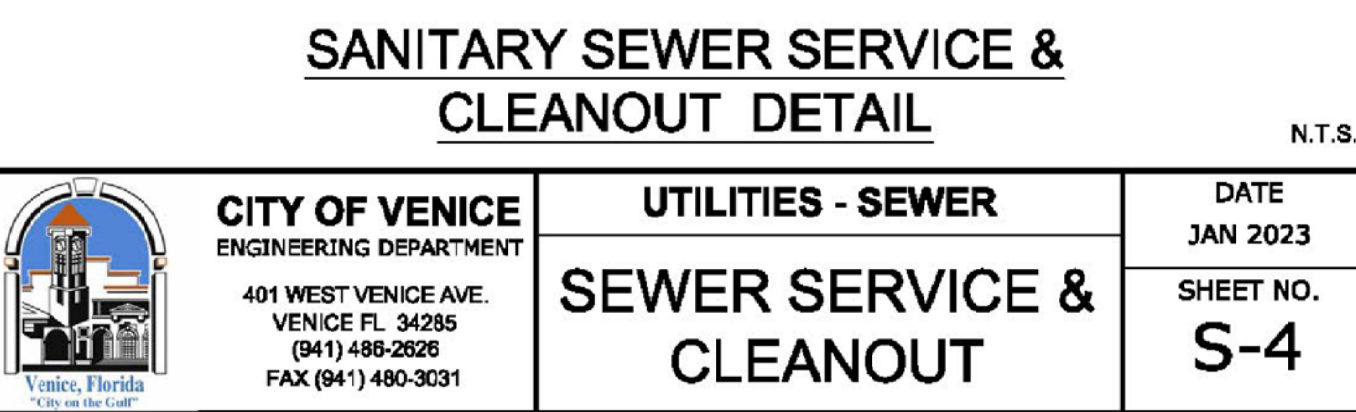 SANITARY SEWER SERVICE &
CLEANOUT DETAIL
N.T.S.
CITY OF VENICE
ENGINEERING DEPARTMENT
401 WEST VENICE AVE.
VENICE FL 34285
(941) 486-2626
FAX (941) 480-3031
Venice, Florida
"City on the Gulf"
UTILITIES - SEWER
SEWER SERVICE &
CLEANOUT
DATE
JAN 2023
SHEET NO.
S-4